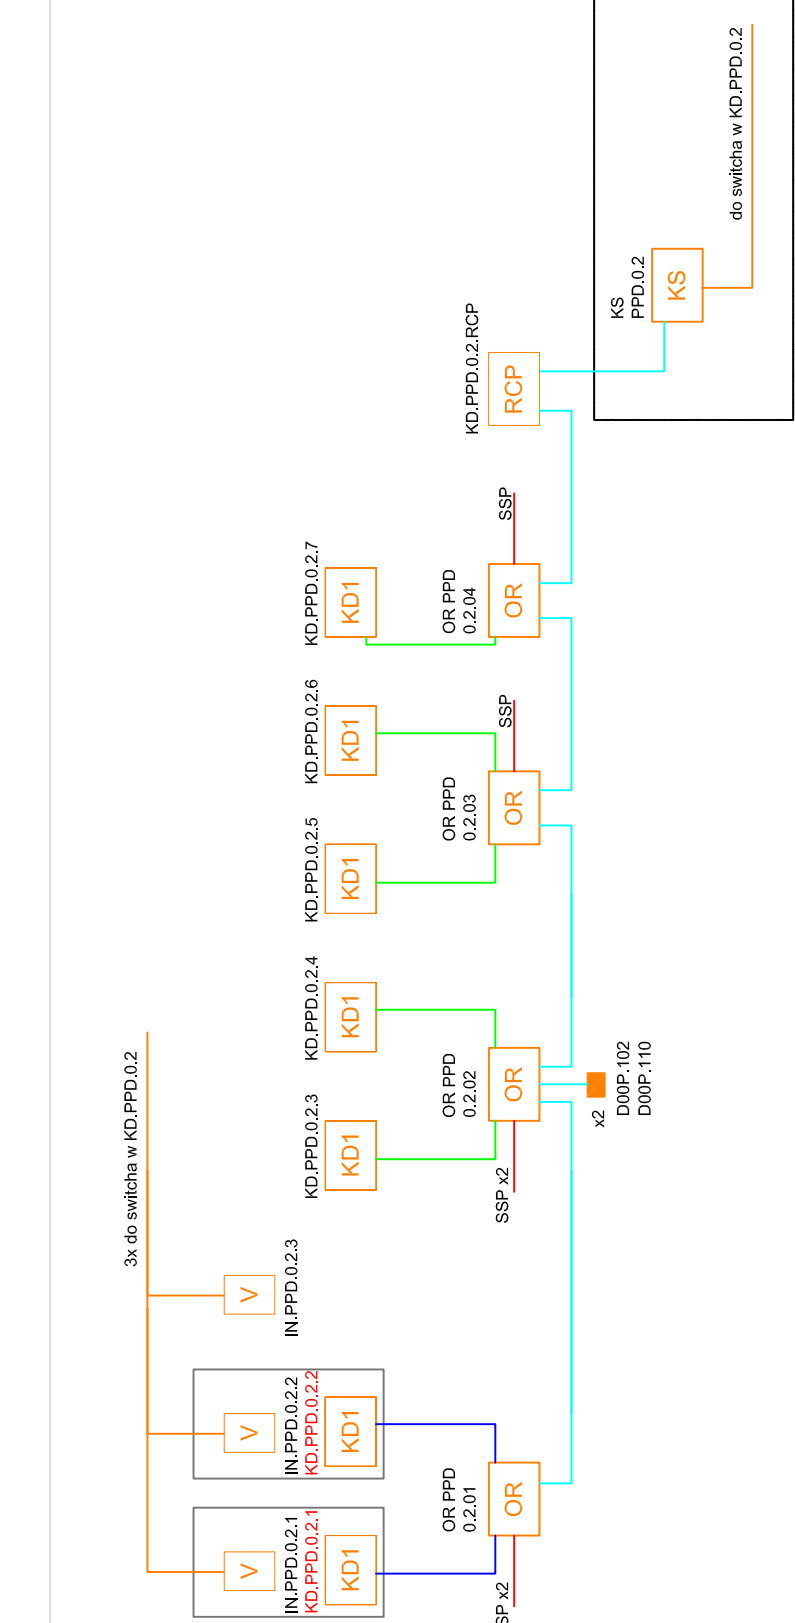 3x do switcha w KD.PPD.0.2
V
V
V
IN.PPD.0.2.1
KD.PPD.0.2.1
IN.PPD.0.2.2
KD.PPD.0.2.2
IN.PPD.0.2.3
KD.PPD.0.2.3
KD.PPD.0.2.4
KD.PPD.0.2.5
KD.PPD.0.2.6
KD.PPD.0.2.7
KD1
KD1
KD1
KD1
KD1
KD1
KD1
OR PPD
0.2.01
OR PPD
0.2.02
OR PPD
0.2.03
OR PPD
0.2.04
KD.PPD.0.2.RCP
SP x2
OR
SSP x2
OR
OR
SSP
OR
SSP
RCP
x2
D00P.102
D00P.110
KS
PPD.0.2
KS
do switcha w KD.PPD.0.2